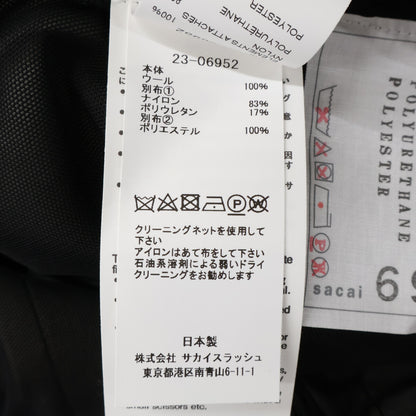 POLYESTER
POLYURETHANE
100%
23-06952
本体
ウール 100%
別布①
ナイロン 83%
ポリウレタン 17%
別布②
ポリエステル 100%
クリーニングネットを使用して
下さい
アイロンはあて布をして下さい
石油系溶剤による弱いドライ
クリーニングをお勧めします
日本製
株式会社 サカイスラッシュ
東京都港区南青山6-11-1
small scissors etc.
POLYURETHANE
POLYESTER
sacai